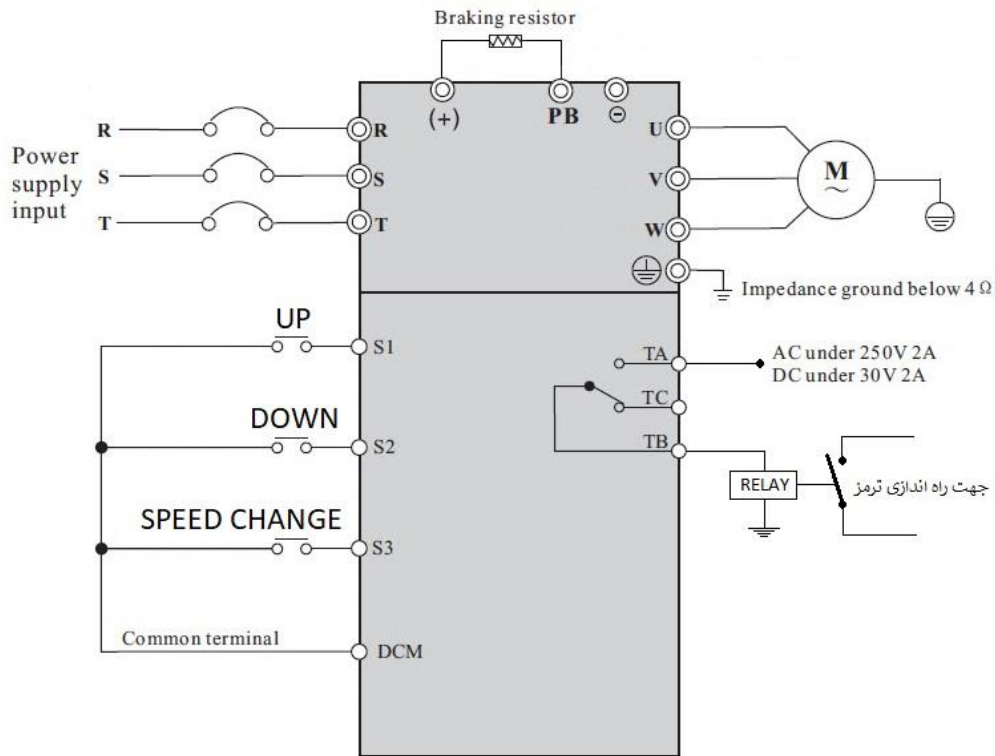 Braking resistor
(+)
PB
⊖
R
R
U
Power
supply
input
S
S
V
M
~
T
T
W
Impedance ground below 4 Ω
UP
S1
TA
AC under 250V 2A
DC under 30V 2A
TC
DOWN
S2
TB
RELAY
جهت راه اندازی ترمز
SPEED CHANGE
S3
Common terminal
DCM